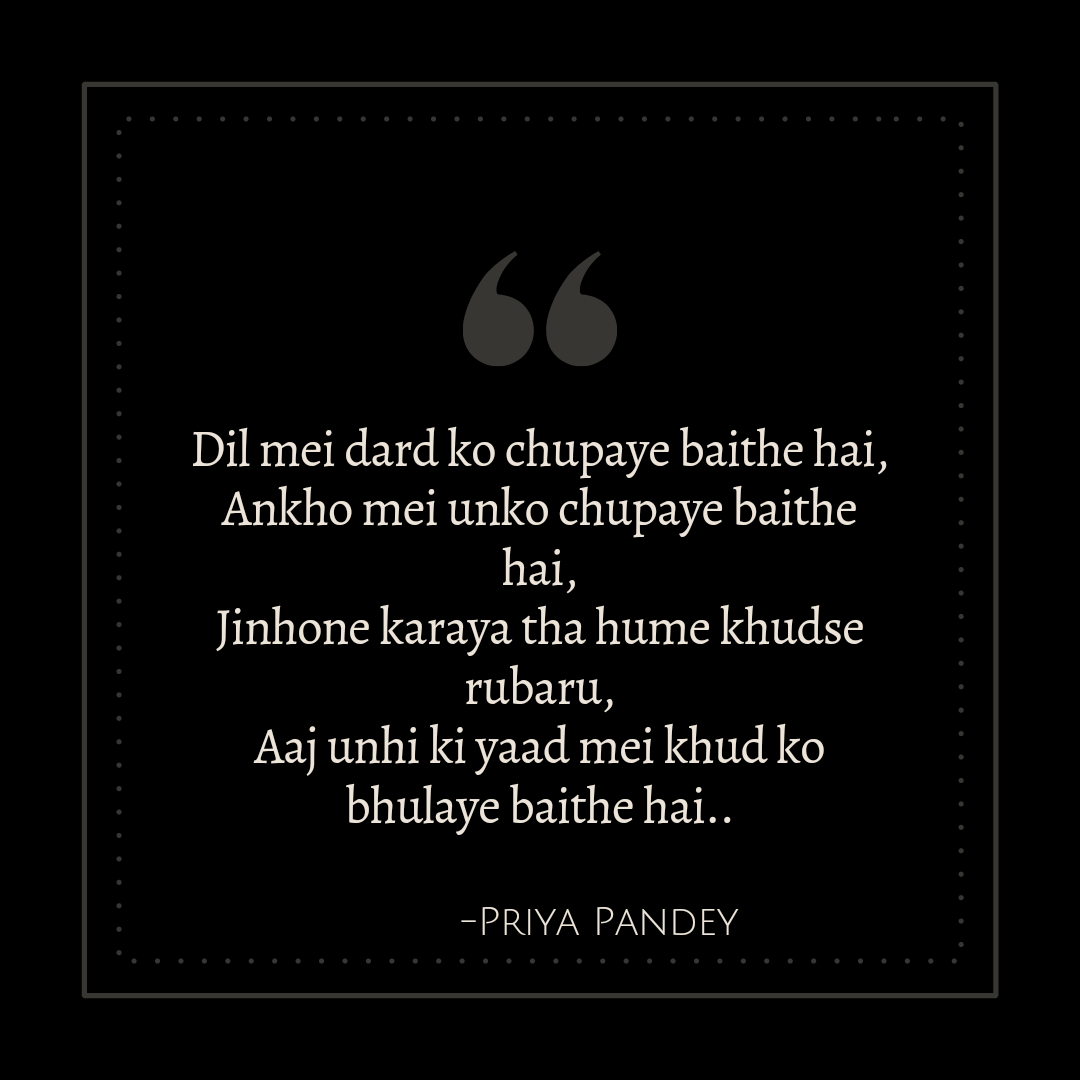 ❝
Dil mei dard ko chupaye baithe hai,
Ankho mei unko chupaye baithe
hai,
Jinhone karaya tha hume khudse
rubaru,
Aaj unhi ki yaad mei khud ko
bhulaye baithe hai..
-Priya Pandey